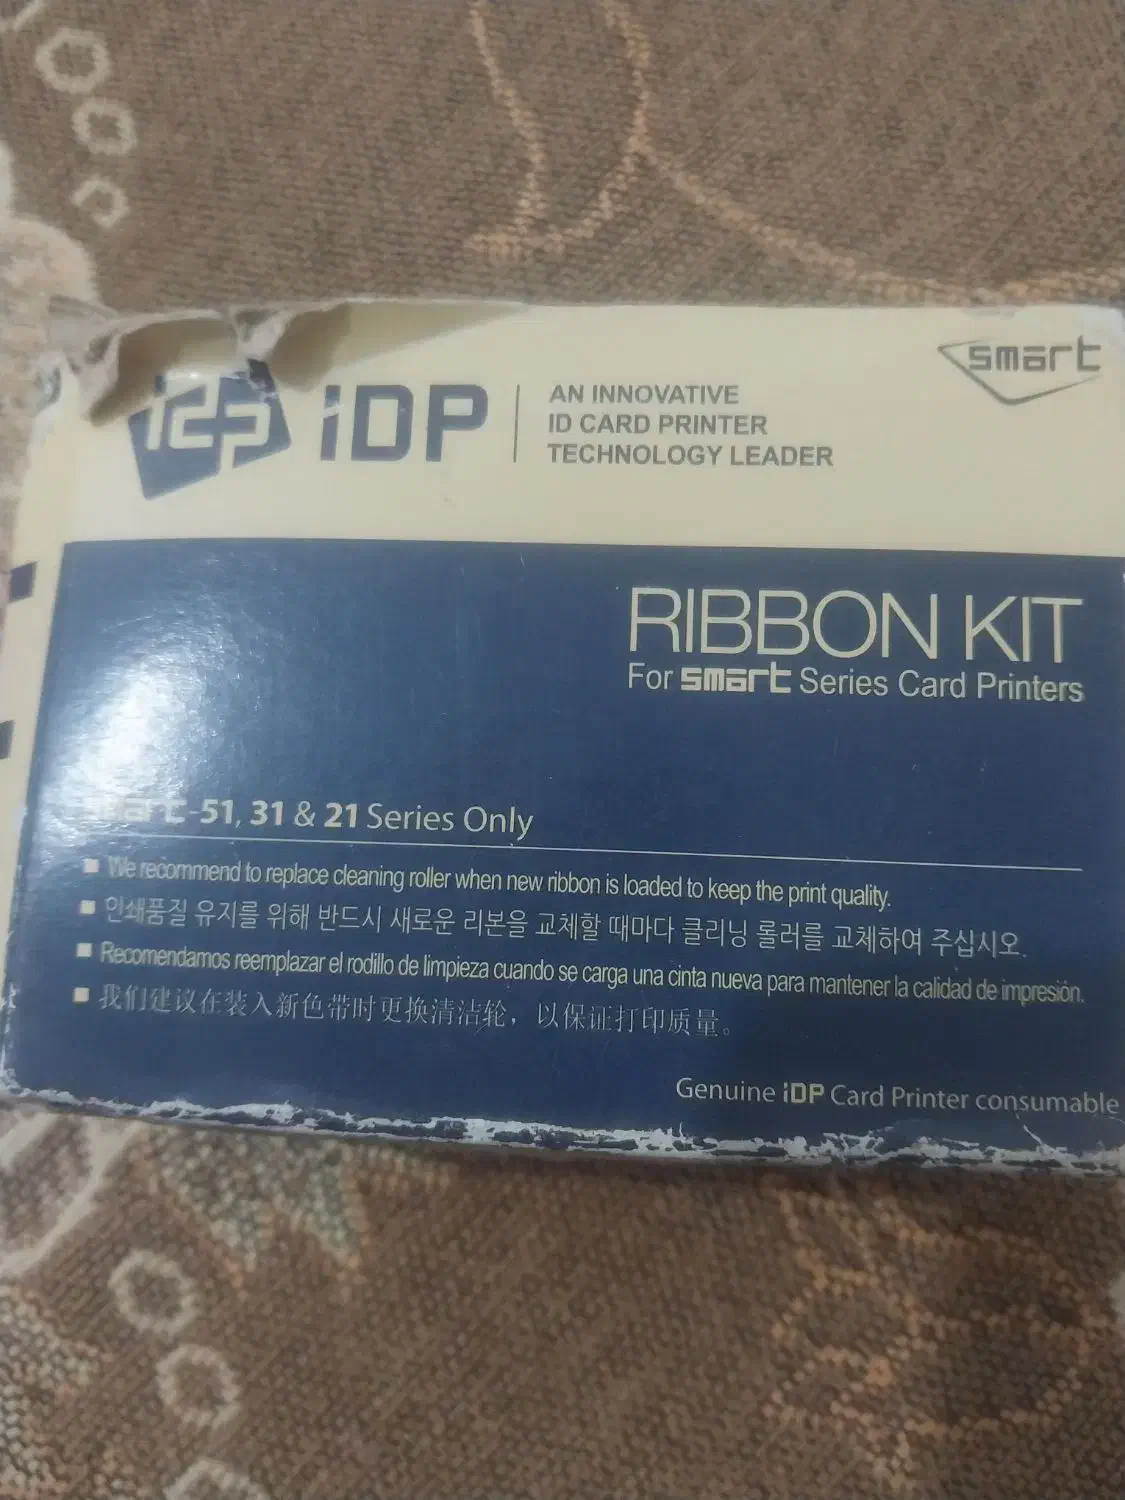 iDP
AN INNOVATIVE
ID CARD PRINTER
TECHNOLOGY LEADER
smart
RIBBON KIT
For smart Series Card Printers
smart-51, 31 & 21 Series Only
We recommend to replace cleaning roller when new ribbon is loaded to keep the print quality.
인쇄품질 유지를 위해 반드시 새로운 리본을 교체할 때마다 클리닝 롤러를 교체하여 주십시오.
Recomendamos reemplazar el rodillo de limpieza cuando se carga una cinta nueva para mantener la calidad de impresión.
我们建议在装入新色带时更换清洁轮，以保证打印质量。
Genuine iDP Card Printer consumable